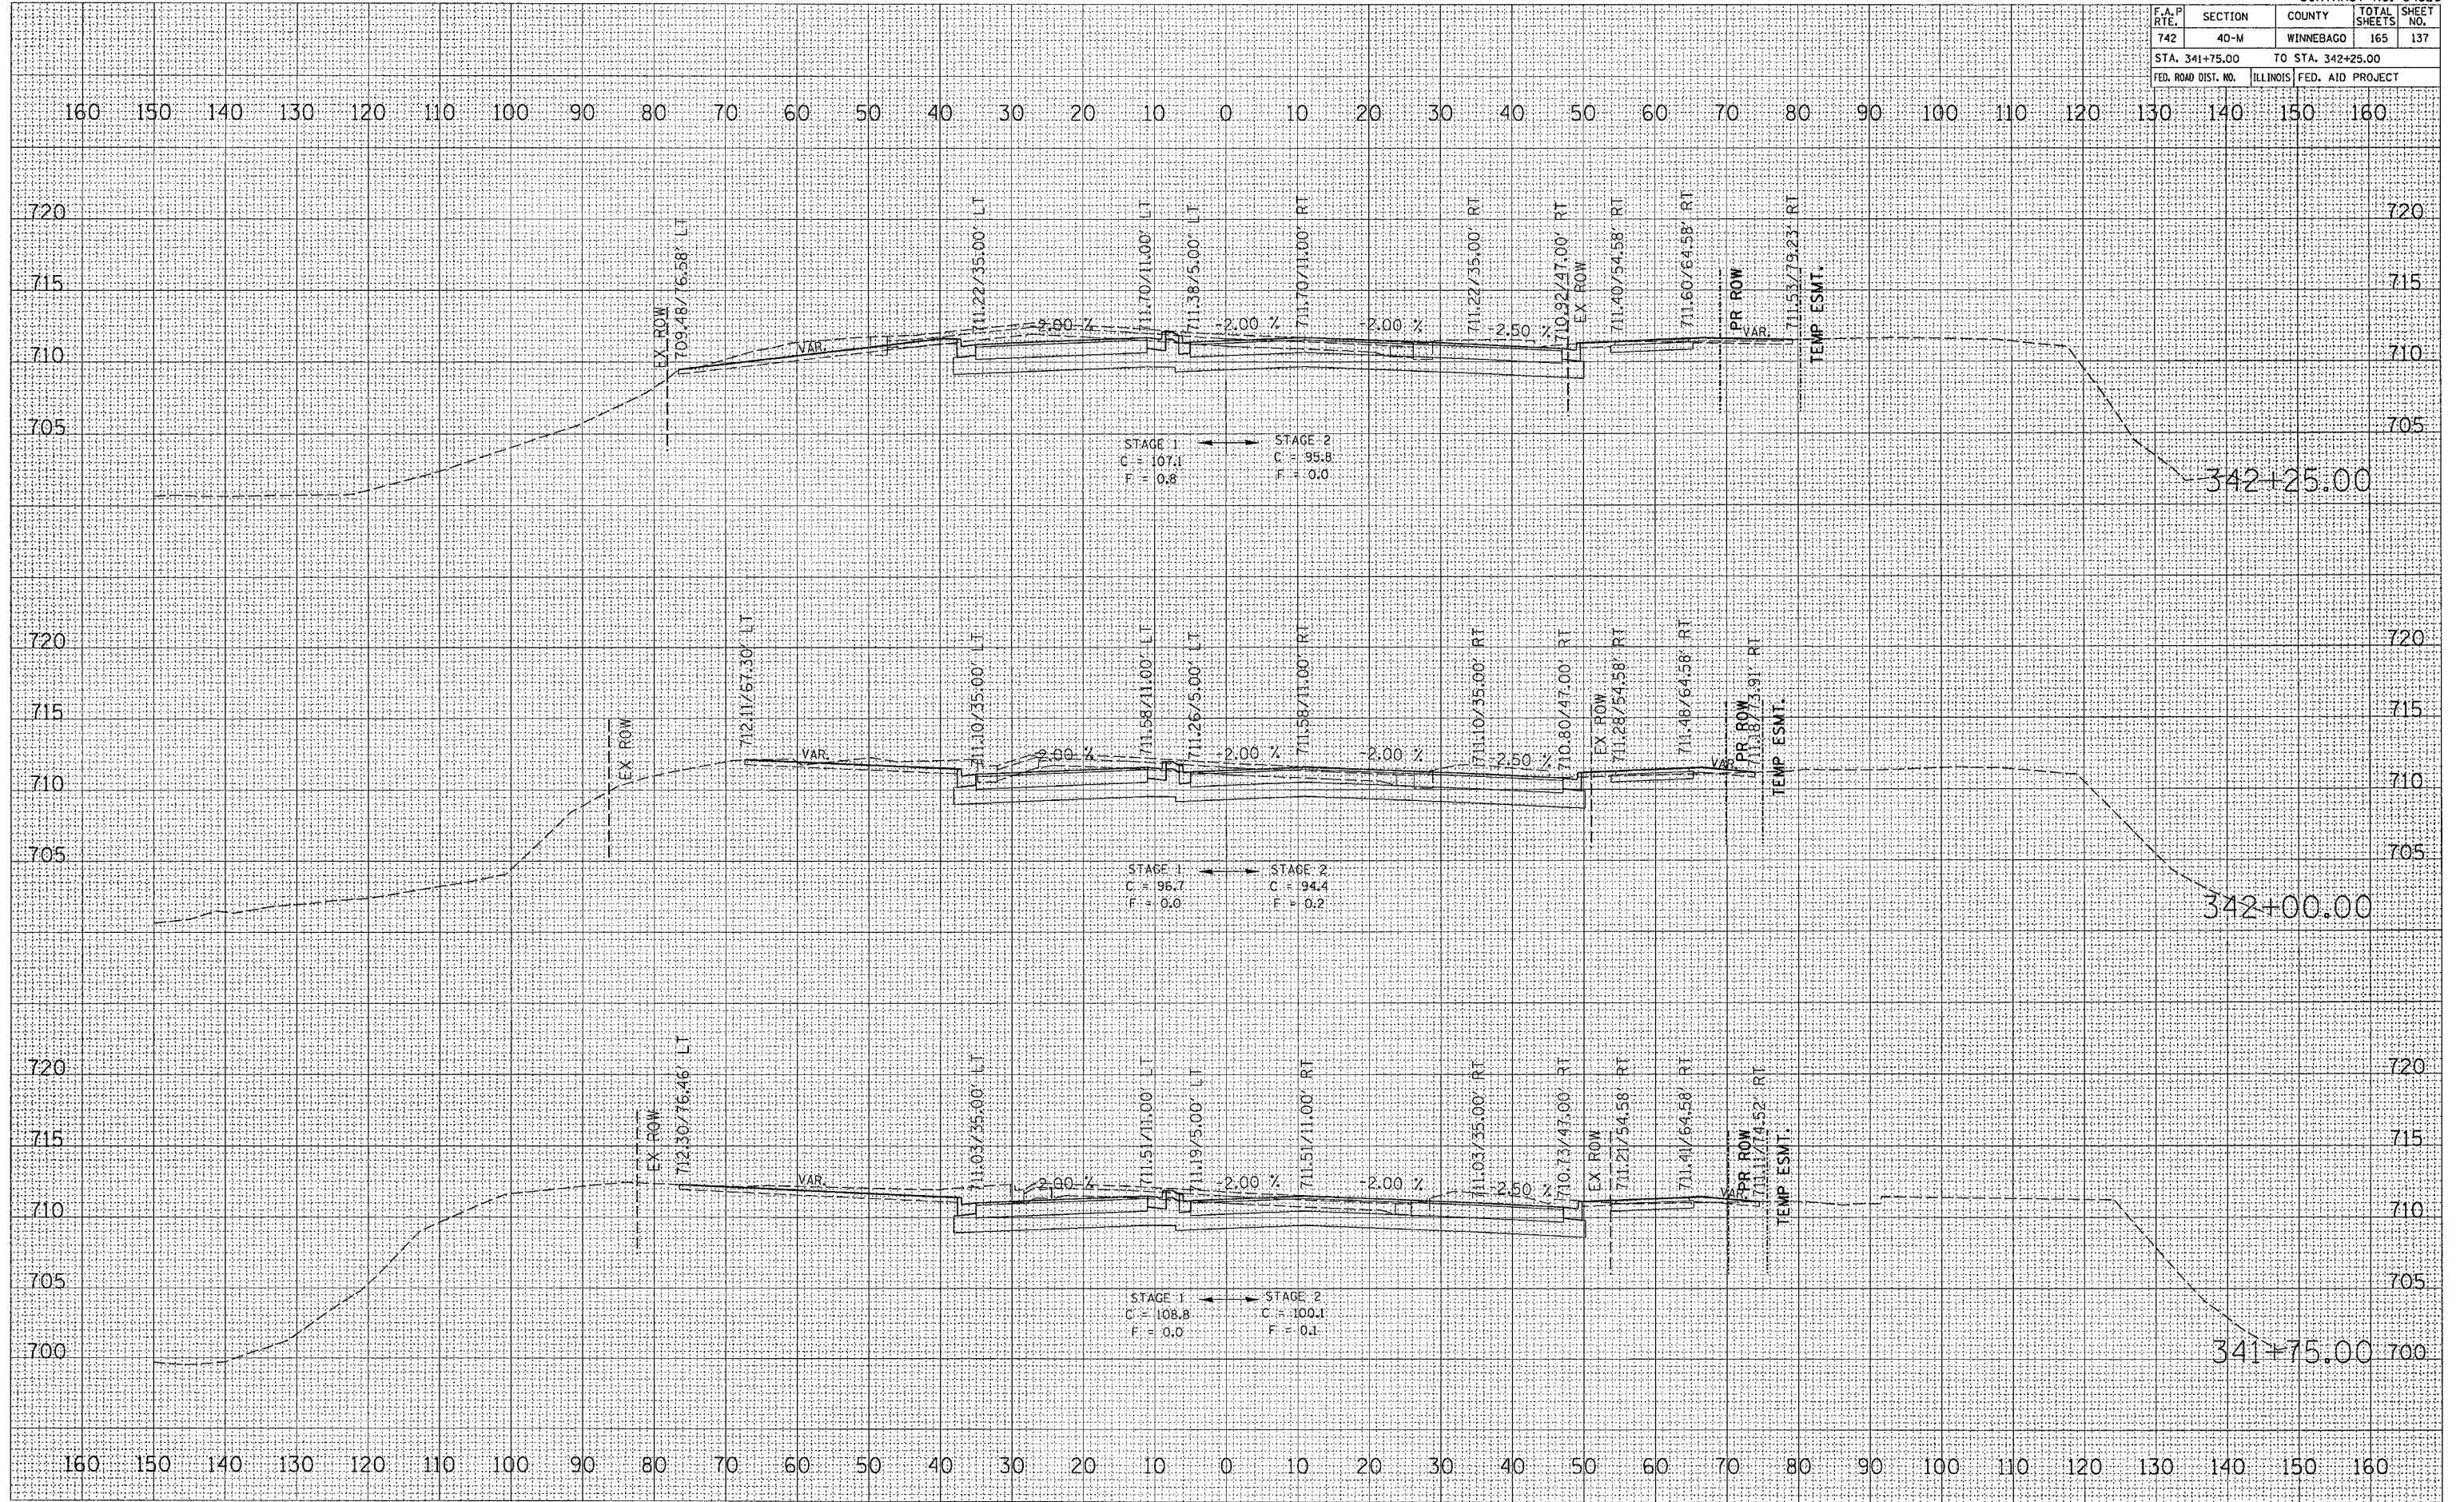 F.A.P RTE. SECTION COUNTY TOTAL SHEETS SHEET NO.
742 40-M WINNEBAGO 165 137
STA. 341+75.00 TO STA. 342+25.00
FED. ROAD DIST. NO. ILLINOIS FED. AID PROJECT
160 150 140 130 120 110 100 90 80 70 60 50 40 30 20 10 0 10 20 30 40 50 60 70 80 90 100 110 120 130 140 150 160
720 720
715 715
710 710
705 705
EX ROW
709.48/76.58' LT
711.22/35.00' LT
711.70/11.00' LT
711.38/5.00' LT
711.70/11.00' RT
711.22/35.00' RT
710.92/47.00' RT
EX ROW
711.40/54.58' RT
711.60/64.58' RT
PR ROW
711.53/79.23' RT
TEMP ESMT.
VAR. -2.00 % -2.00 % -2.00 % -2.50 % VAR.
STAGE 1 STAGE 2
C = 107.1 C = 95.8
F = 0.8 F = 0.0
342+25.00
720 720
715 715
710 710
705 705
EX ROW
712.11/67.30' LT
711.10/35.00' LT
711.58/11.00' LT
711.26/5.00' LT
711.58/11.00' RT
711.10/35.00' RT
710.80/47.00' RT
EX ROW
711.28/54.58' RT
711.48/64.58' RT
PR ROW
711.18/73.91' RT
TEMP ESMT.
VAR. -2.00 % -2.00 % -2.00 % -2.50 % VAR.
STAGE 1 STAGE 2
C = 96.7 C = 94.4
F = 0.0 F = 0.2
342+00.00
720 720
715 715
710 710
705 705
700 700
EX ROW
712.30/76.46' LT
711.03/35.00' LT
711.51/11.00' LT
711.19/5.00' LT
711.51/11.00' RT
711.03/35.00' RT
710.73/47.00' RT
EX ROW
711.21/54.58' RT
711.41/64.58' RT
PR ROW
711.11/74.52' RT
TEMP ESMT.
VAR. -2.00 % -2.00 % -2.00 % -2.50 % VAR.
STAGE 1 STAGE 2
C = 108.8 C = 100.1
F = 0.0 F = 0.1
341+75.00
160 150 140 130 120 110 100 90 80 70 60 50 40 30 20 10 0 10 20 30 40 50 60 70 80 90 100 110 120 130 140 150 160